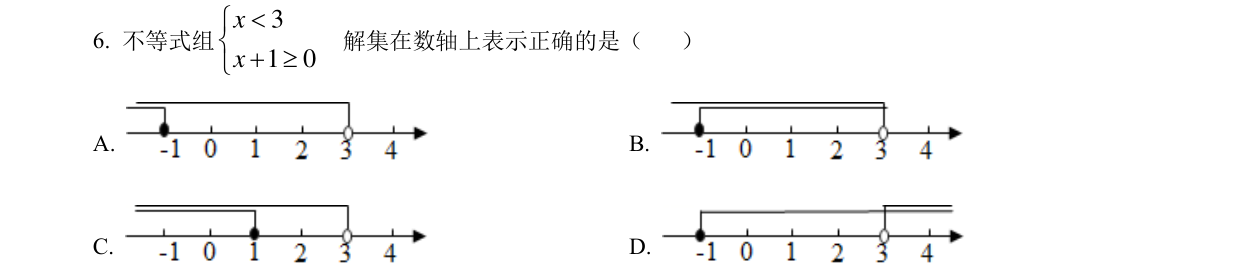 6. 不等式组 { x < 3
x + 1 ≥ 0 解集在数轴上表示正确的是（ ）
A. -1 0 1 2 3 4
B. -1 0 1 2 3 4
C. -1 0 1 2 3 4
D. -1 0 1 2 3 4